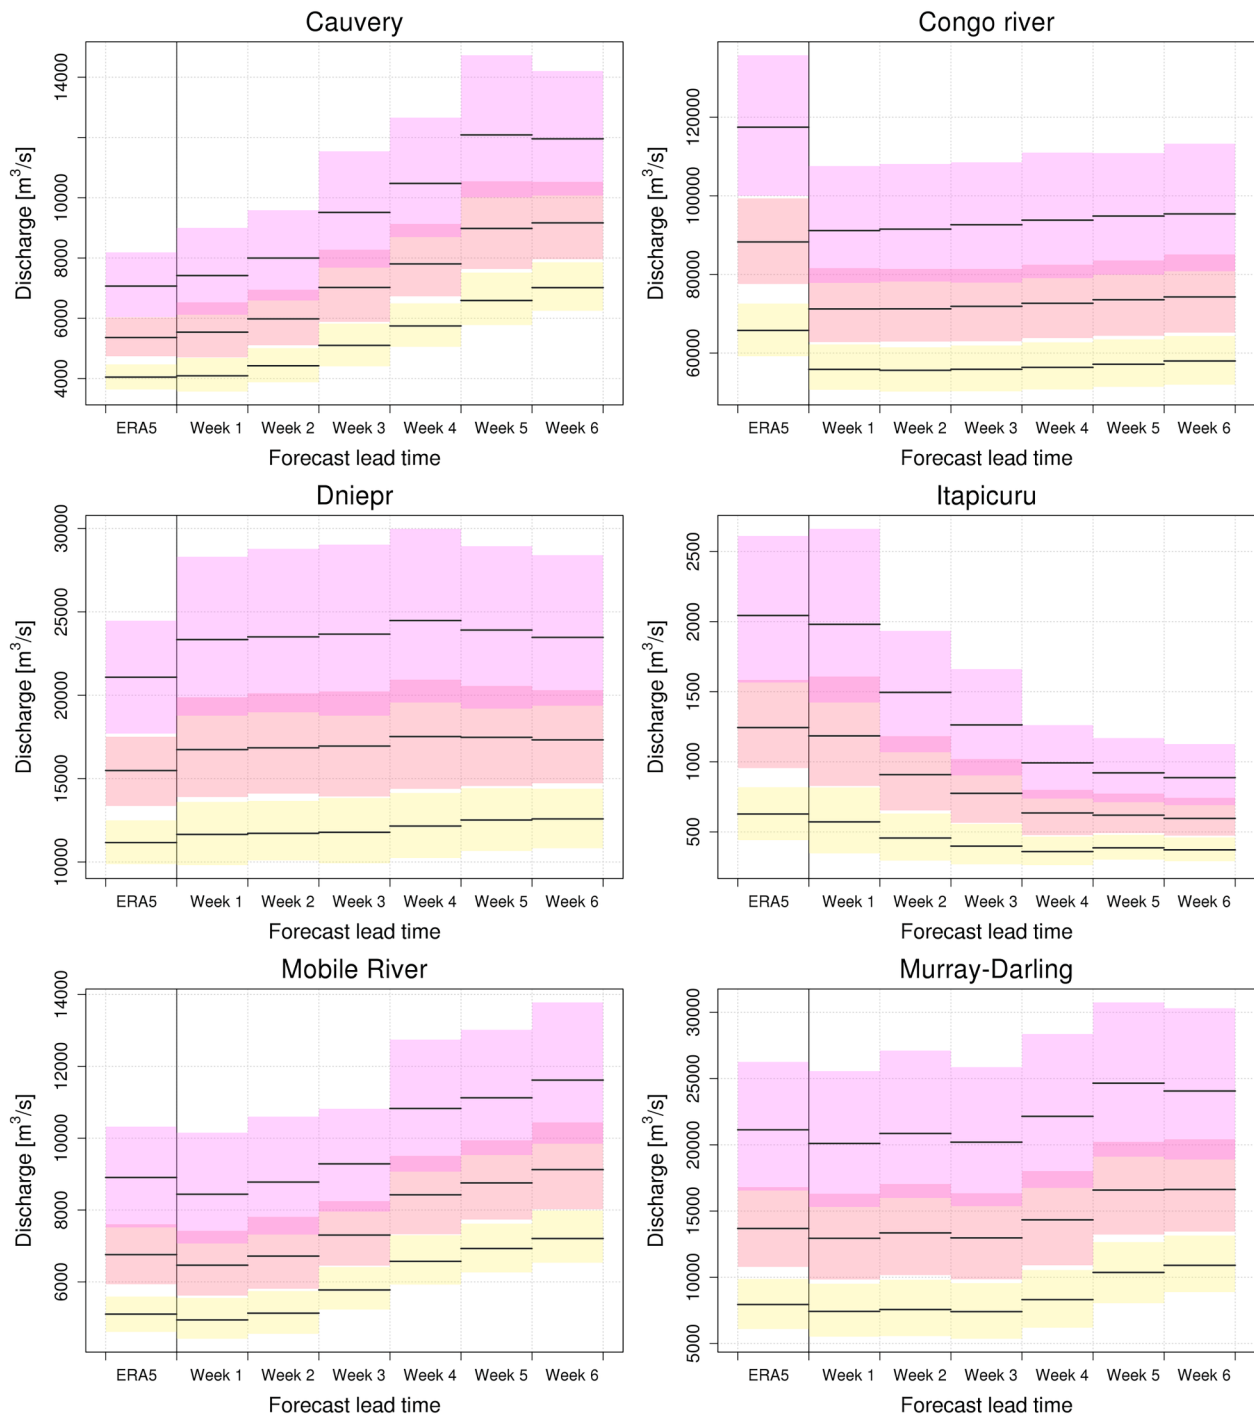 Cauvery
Discharge [m³/s]
14000
10000
8000
6000
4000
ERA5 Week 1 Week 2 Week 3 Week 4 Week 5 Week 6
Forecast lead time
Congo river
Discharge [m³/s]
120000
100000
80000
60000
ERA5 Week 1 Week 2 Week 3 Week 4 Week 5 Week 6
Forecast lead time
Dniepr
Discharge [m³/s]
30000
25000
20000
15000
10000
ERA5 Week 1 Week 2 Week 3 Week 4 Week 5 Week 6
Forecast lead time
Itapicuru
Discharge [m³/s]
2500
2000
1500
1000
500
ERA5 Week 1 Week 2 Week 3 Week 4 Week 5 Week 6
Forecast lead time
Mobile River
Discharge [m³/s]
14000
12000
10000
8000
6000
ERA5 Week 1 Week 2 Week 3 Week 4 Week 5 Week 6
Forecast lead time
Murray-Darling
Discharge [m³/s]
30000
25000
20000
15000
10000
5000
ERA5 Week 1 Week 2 Week 3 Week 4 Week 5 Week 6
Forecast lead time